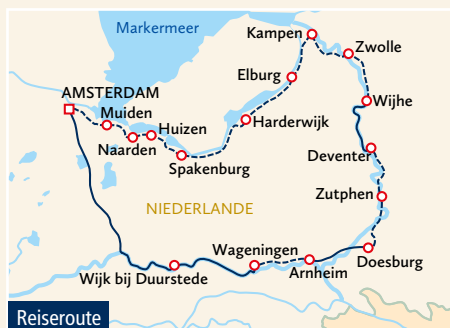 Markermeer
Kampen
Zwolle
Elburg
AMSTERDAM
Wijhe
Muiden
Huizen
Harderwijk
Naarden
Deventer
Spakenburg
Zutphen
NIEDERLANDE
Wageningen
Doesburg
Arnheim
Wijk bij Duurstede
Reiseroute